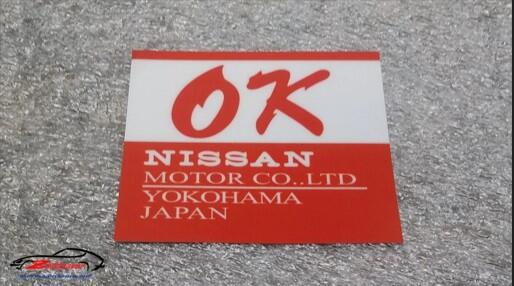 OK
NISSAN
MOTOR CO..LTD
YOKOHAMA
JAPAN